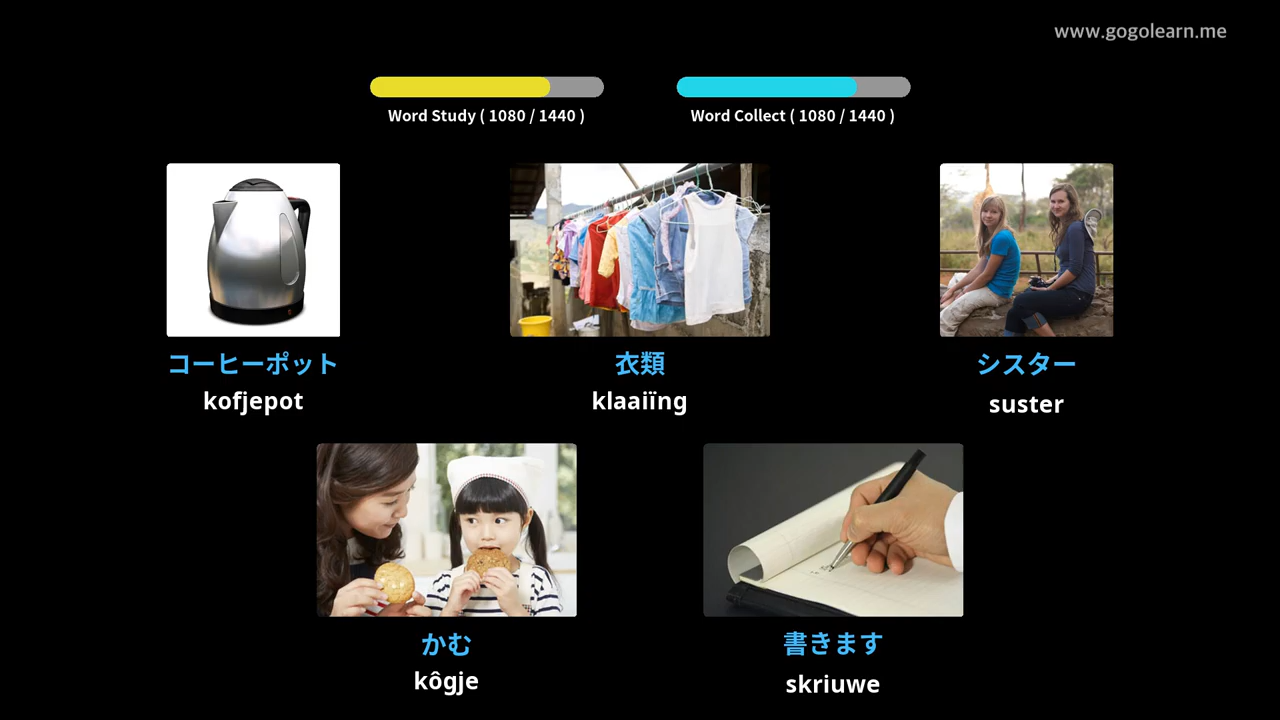 www.gogolearn.me
Word Study ( 1080 / 1440 )
Word Collect ( 1080 / 1440 )
コーヒーポット
kofjepot
衣類
klaaiïng
シスター
suster
かむ
kôgje
書きます
skriuwe